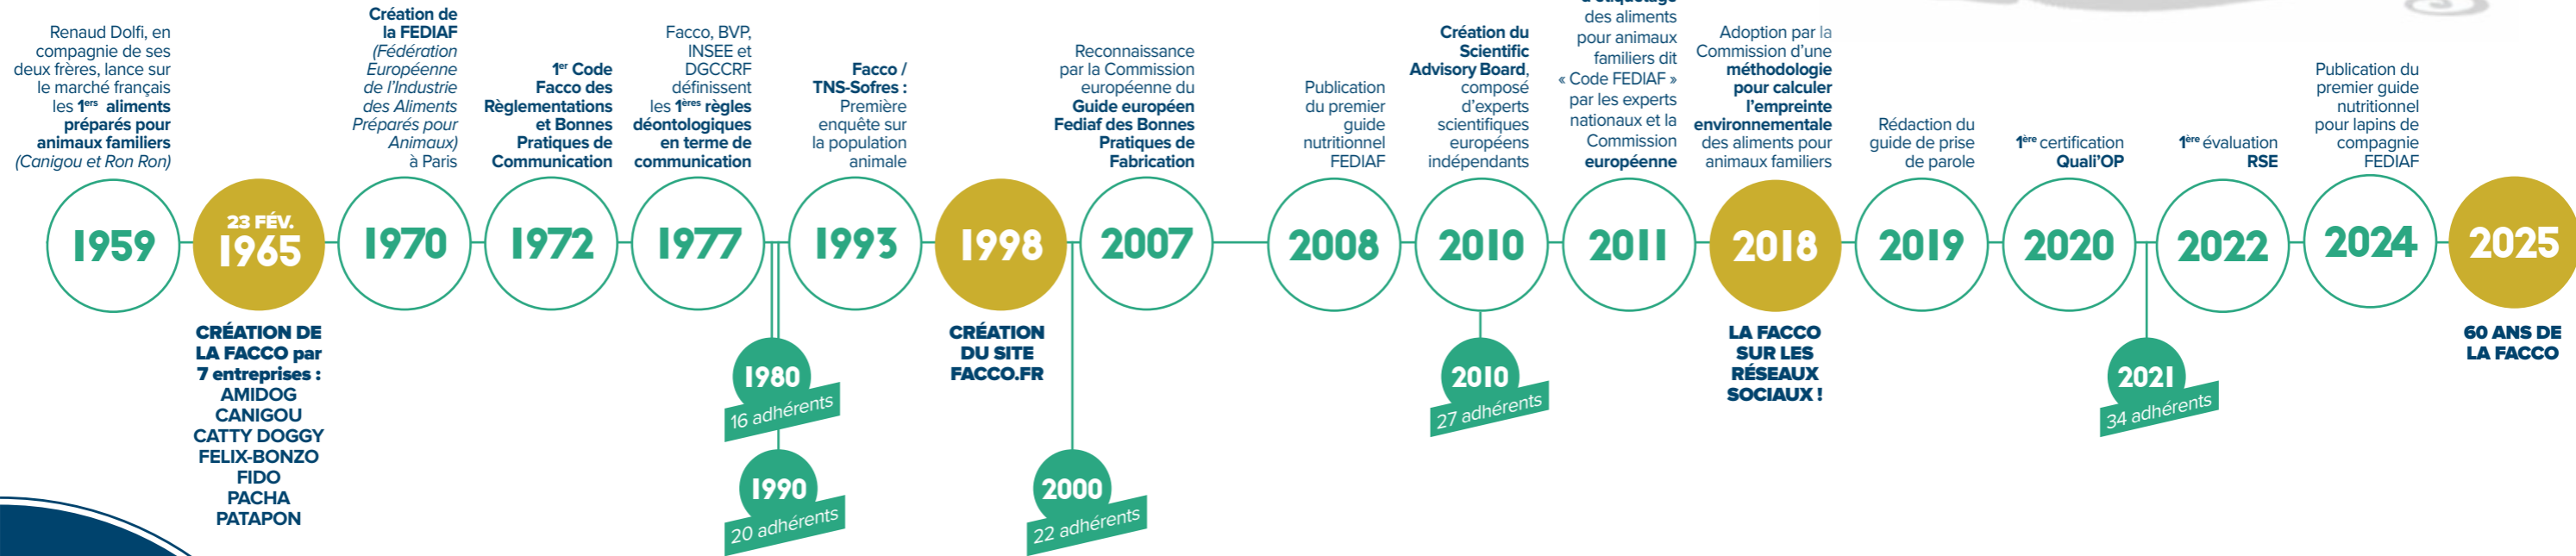 Renaud Dolfi, en
compagnie de ses
deux frères, lance sur
le marché français
les 1ers aliments
préparés pour
animaux familiers
(Canigou et Ron Ron)
1959
23 FÉV.
1965
CRÉATION DE
LA FACCO par
7 entreprises :
AMIDOG
CANIGOU
CATTY DOGGY
FELIX-BONZO
FIDO
PACHA
PATAPON
Création de
la FEDIAF
(Fédération
Européenne
de l'Industrie
des Aliments
Préparés pour
Animaux)
à Paris
1970
1er Code
Facco des
Règlementations
et Bonnes
Pratiques de
Communication
1972
Facco, BVP,
INSEE et
DGCCRF
définissent
les 1ères règles
déontologiques
en terme de
communication
1977
1980
16 adhérents
1990
20 adhérents
Facco /
TNS-Sofres :
Première
enquête sur
la population
animale
1993
1998
CRÉATION
DU SITE
FACCO.FR
2000
22 adhérents
Reconnaissance
par la Commission
européenne du
Guide européen
Fediaf des Bonnes
Pratiques de
Fabrication
2007
Publication
du premier
guide
nutritionnel
FEDIAF
2008
Création du
Scientific
Advisory Board,
composé
d'experts
scientifiques
européens
indépendants
2010
2010
27 adhérents
d'étiquetage
des aliments
pour animaux
familiers dit
« Code FEDIAF »
par les experts
nationaux et la
Commission
européenne
2011
Adoption par la
Commission d'une
méthodologie
pour calculer
l'empreinte
environnementale
des aliments pour
animaux familiers
2018
LA FACCO
SUR LES
RÉSEAUX
SOCIAUX !
Rédaction du
guide de prise
de parole
2019
1ère certification
Quali'OP
2020
2021
34 adhérents
1ère évaluation
RSE
2022
Publication du
premier guide
nutritionnel
pour lapins de
compagnie
FEDIAF
2024
2025
60 ANS DE
LA FACCO